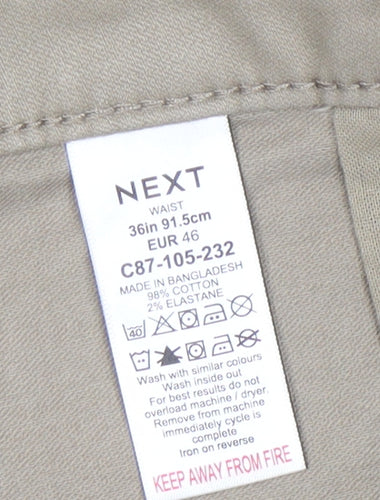 NEXT
WAIST
36in 91.5cm
EUR 46
C87-105-232
MADE IN BANGLADESH
98% COTTON
2% ELASTANE
40
Wash with similar colours
Wash inside out
For best results do not
overload machine / dryer.
Remove from machine
immediately cycle is
complete
Iron on reverse
KEEP AWAY FROM FIRE